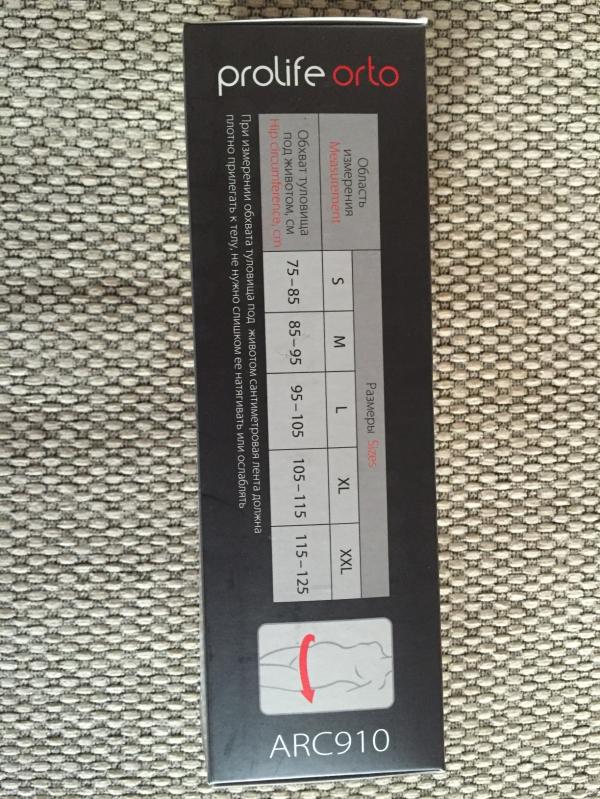 prolife orto
Область
измерения
Measurement
Размеры Sizes
S M L XL XXL
Обхват туловища
под животом, см
Hip circumference, cm
75–85 85–95 95–105 105–115 115–125
При измерении обхвата туловища под животом сантиметровая лента должна
плотно прилегать к телу, не нужно слишком ее натягивать или ослаблять
ARC910